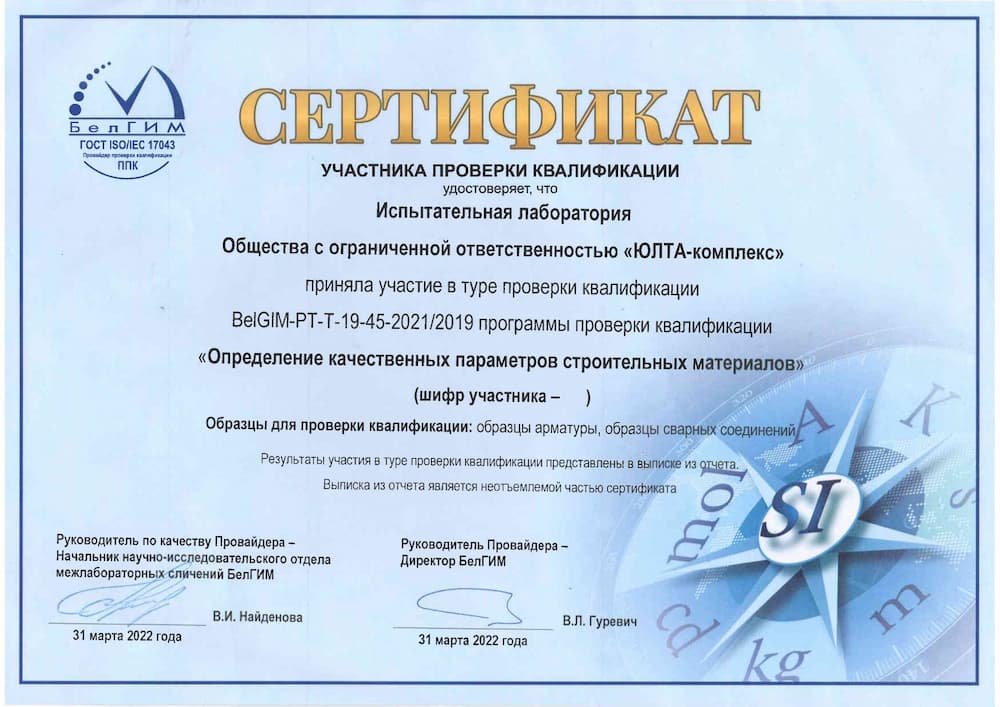 БелГИМ
ГОСТ ISO/IEC 17043
Провайдер проверки квалификации
ППК
СЕРТИФИКАТ
УЧАСТНИКА ПРОВЕРКИ КВАЛИФИКАЦИИ
удостоверяет, что
Испытательная лаборатория
Общества с ограниченной ответственностью «ЮЛТА-комплекс»
приняла участие в туре проверки квалификации
BelGIM-PT-T-19-45-2021/2019 программы проверки квалификации
«Определение качественных параметров строительных материалов»
(шифр участника – )
Образцы для проверки квалификации: образцы арматуры, образцы сварных соединений
Результаты участия в туре проверки квалификации представлены в выписке из отчета.
Выписка из отчета является неотъемлемой частью сертификата
Руководитель по качеству Провайдера –
Начальник научно-исследовательского отдела
межлабораторных сличений БелГИМ
В.И. Найденова
31 марта 2022 года
Руководитель Провайдера –
Директор БелГИМ
В.Л. Гуревич
31 марта 2022 года
SI
A
K
s
m
kg
cd
mol
320
140